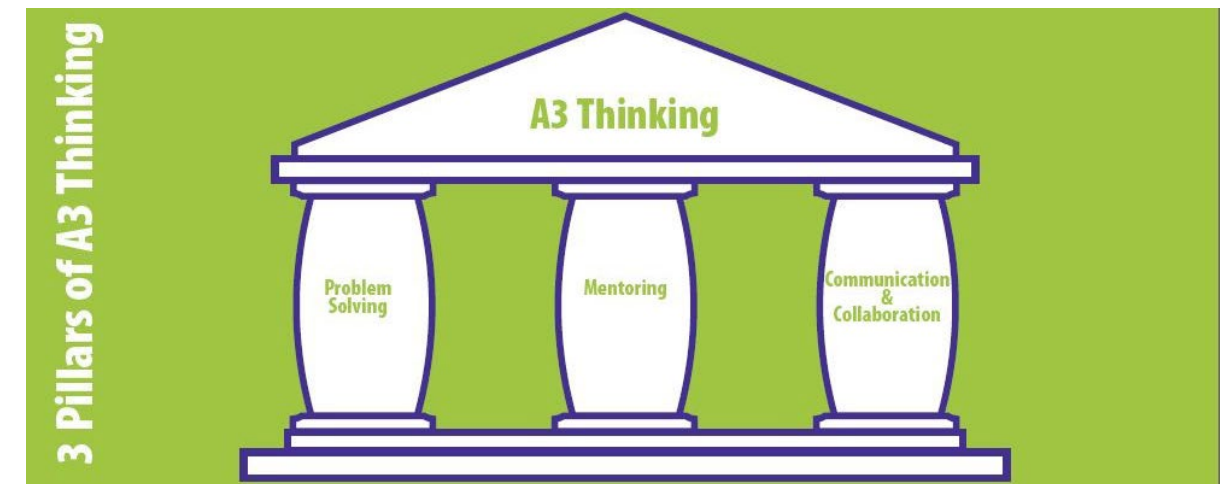 3 Pillars of A3 Thinking
A3 Thinking
Problem
Solving
Mentoring
Communication
&
Collaboration